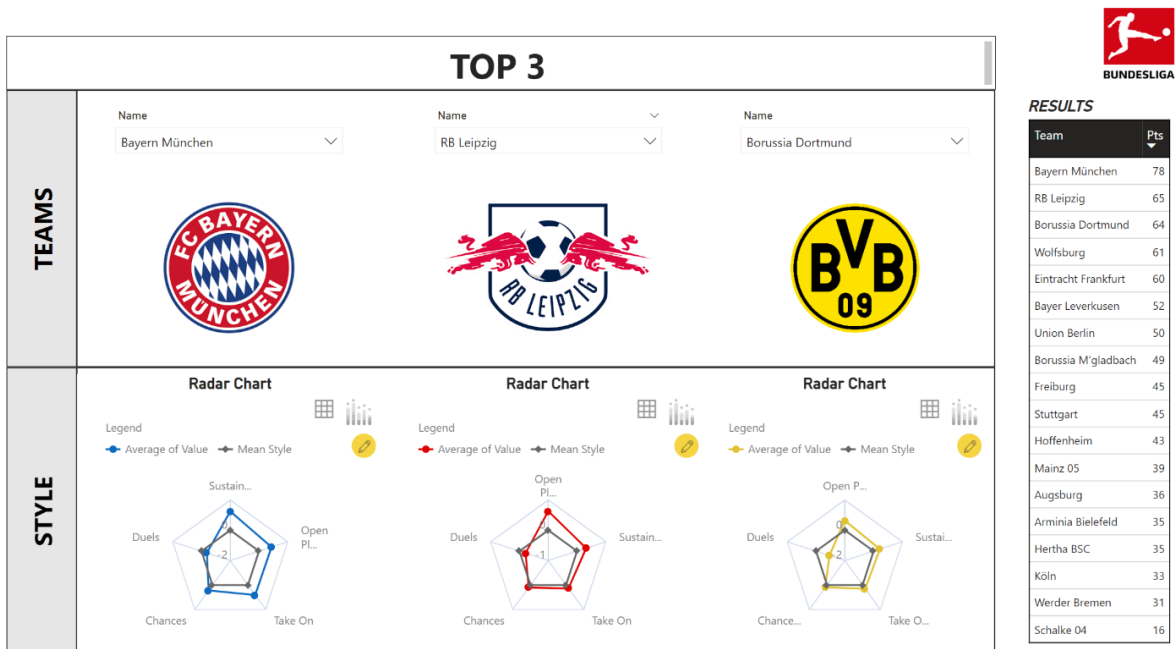 BUNDESLIGA
TOP 3
TEAMS
Name
Bayern München
Name
RB Leipzig
Name
Borussia Dortmund
FC BAYERN
MÜNCHEN
RB LEIPZIG
BVB
09
STYLE
Radar Chart
Legend
Average of Value
Mean Style
Sustain...
Open
Pl...
Take On
Chances
Duels
0
-2
Radar Chart
Legend
Average of Value
Mean Style
Open
Pl...
Sustain...
Take On
Chances
Duels
0
-1
Radar Chart
Legend
Average of Value
Mean Style
Open P...
Sustai...
Take O...
Chance...
Duels
0
-2
RESULTS
Team Pts
Bayern München 78
RB Leipzig 65
Borussia Dortmund 64
Wolfsburg 61
Eintracht Frankfurt 60
Bayer Leverkusen 52
Union Berlin 50
Borussia M'gladbach 49
Freiburg 45
Stuttgart 45
Hoffenheim 43
Mainz 05 39
Augsburg 36
Arminia Bielefeld 35
Hertha BSC 35
Köln 33
Werder Bremen 31
Schalke 04 16